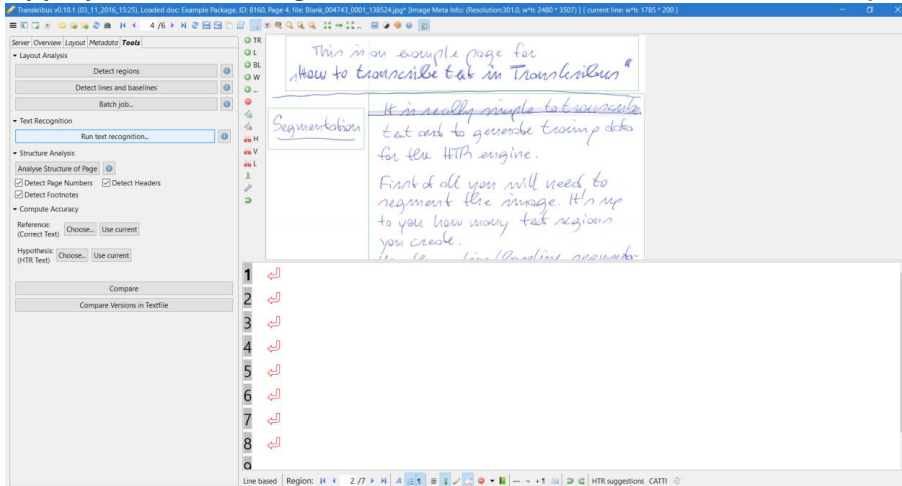 Transkribus v0.10.1 (03_11_2016_15:25), Loaded doc: Example Package, ID: 8160, Page 4, file: Blank_004743_0001_138524.jpg* [Image Meta Info: (Resolution:301.0, w*h: 2480 * 3507) ] [ current line: w*h: 1785 * 200 ]
4 /6
Server Overview Layout Metadata Tools
Layout Analysis
Detect regions
Detect lines and baselines
Batch job...
Text Recognition
Run text recognition...
Structure Analysis
Analyse Structure of Page
Detect Page Numbers Detect Headers
Detect Footnotes
Compute Accuracy
Reference:
(Correct Text) Choose... Use current
Hypothesis:
(HTR Text) Choose... Use current
Compare
Compare Versions in Textfile
TR
L
BL
W
...
H
V
L
This is an example page for
„How to transcribe text in Transkribus"
Segmentation
It is really simple to transcribe
text and to generate training data
for the HTR engine.
First of all you will need to
segment the image. It's up
to you how many text regions
you create.
1
2
3
4
5
6
7
8
9
Line based Region: 2 /7 HTR suggestions CATTI